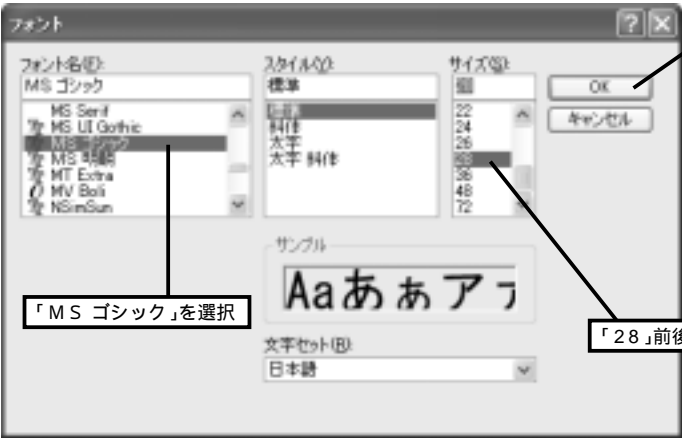 フォント
フォント名(F):
MS ゴシック
MS Serif
MS UI Gothic
MS ゴシック
MS 明朝
MT Extra
MV Boli
NSimSun
スタイル(Y):
標準
標準
斜体
太字
太字 斜体
サイズ(S):
22
24
26
28
36
48
72
OK
キャンセル
サンプル
Aaあぁアァ
文字セット(R):
日本語
「MS ゴシック」を選択
「28」前後